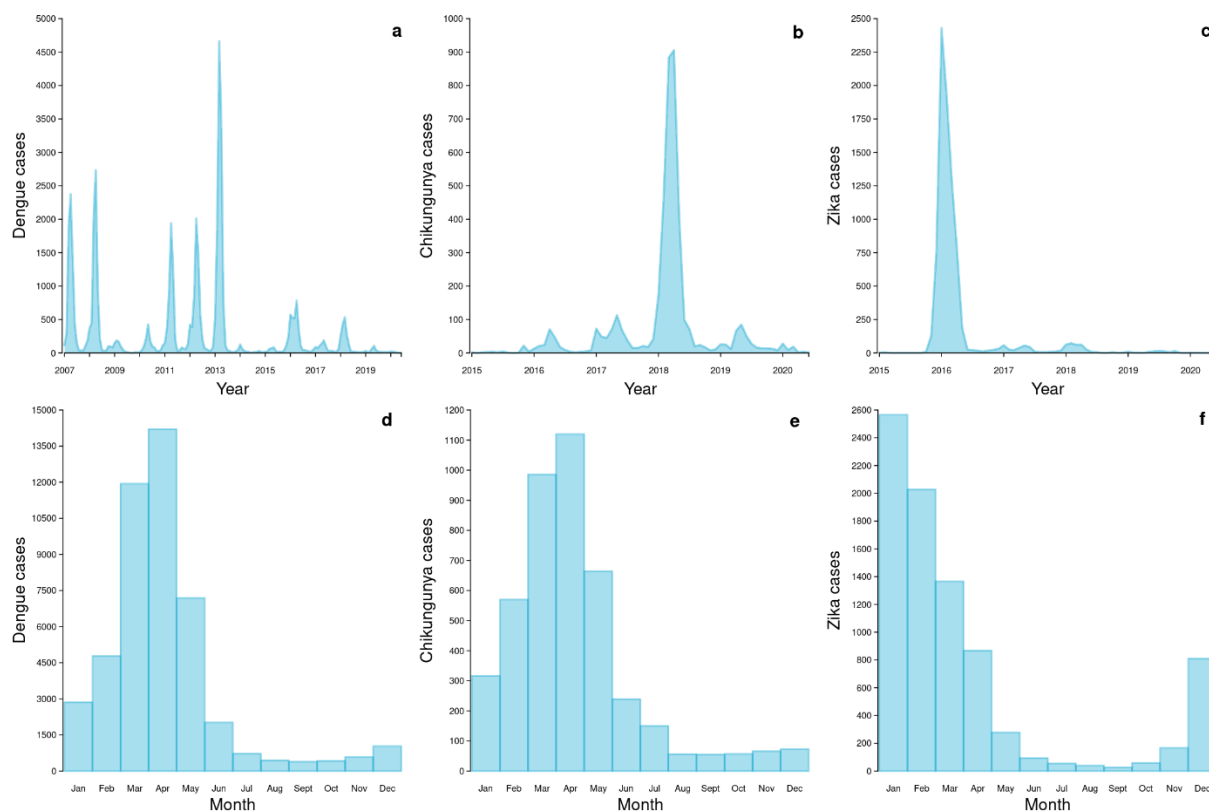 a
Dengue cases
5000
4500
4000
3500
3000
2500
2000
1500
1000
500
0
2007 2009 2011 2013 2015 2017 2019
Year
b
Chikungunya cases
1000
900
800
700
600
500
400
300
200
100
0
2015 2016 2017 2018 2019 2020
Year
c
Zika cases
2500
2250
2000
1750
1500
1250
1000
750
500
250
0
2015 2016 2017 2018 2019 2020
Year
d
Dengue cases
15000
13500
12000
10500
9000
7500
6000
4500
3000
1500
0
Jan Feb Mar Apr May Jun Jul Aug Sept Oct Nov Dec
Month
e
Chikungunya cases
1200
1100
1000
900
800
700
600
500
400
300
200
100
0
Jan Feb Mar Apr May Jun Jul Aug Sept Oct Nov Dec
Month
f
Zika cases
2600
2400
2200
2000
1800
1600
1400
1200
1000
800
600
400
200
0
Jan Feb Mar Apr May Jun Jul Aug Sept Oct Nov Dec
Month